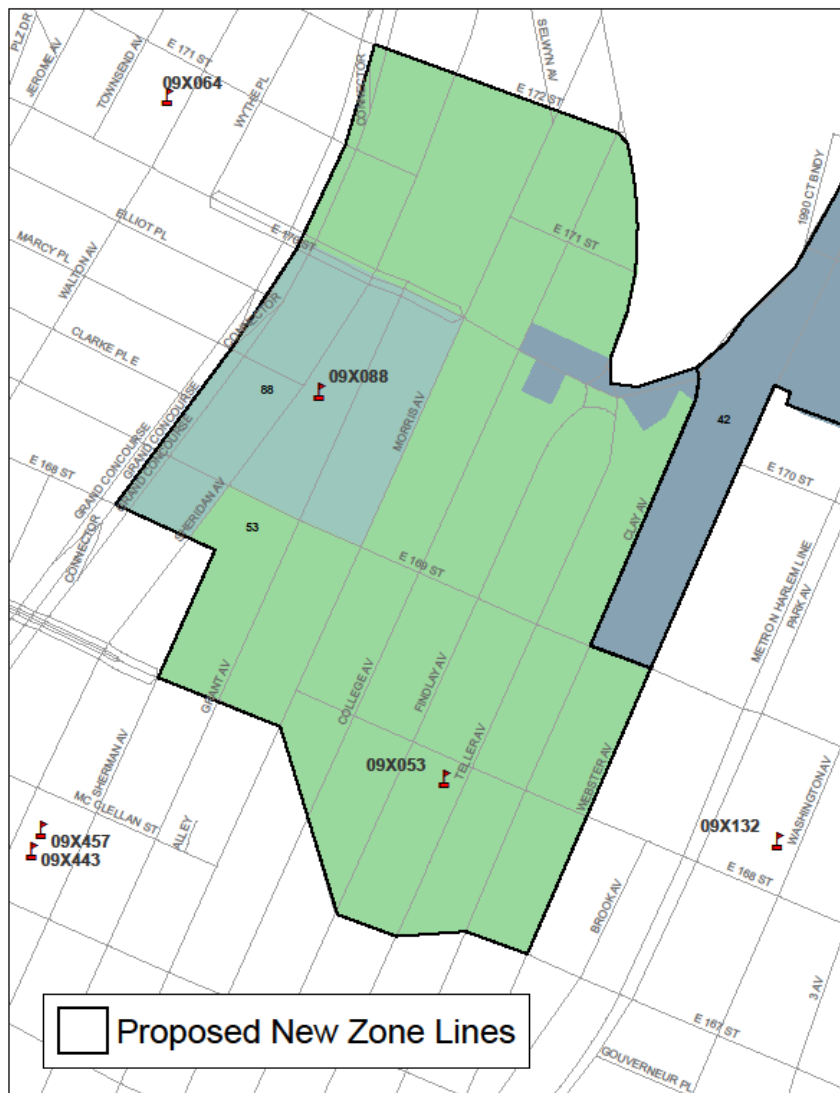 PLZ DR
JEROME AV
TOWNSEND AV
E 171 ST
09X064
WYTHE PL
CONNECTOR
SELWYN AV
E 172 ST
1990 CT BNDY
ELLIOT PL
MARCY PL
WALTON AV
E 170 ST
E 171 ST
CONNECTOR
CLARKE PL E
88
09X088
MORRIS AV
42
GRAND CONCOURSE
GRAND CONCOURSE
GRAND CONCOURSE
E 168 ST
CONNECTOR
SHERIDAN AV
53
E 169 ST
CLAY AV
E 170 ST
METRO N HARLEM LINE
PARK AV
GRANT AV
COLLEGE AV
FINDLAY AV
09X053
TELLER AV
WEBSTER AV
SHERMAN AV
MC CLELLAN ST
ALLEY
09X457
09X443
09X132
WASHINGTON AV
E 168 ST
BROOK AV
3 AV
E 167 ST
GOUVERNEUR PL
Proposed New Zone Lines